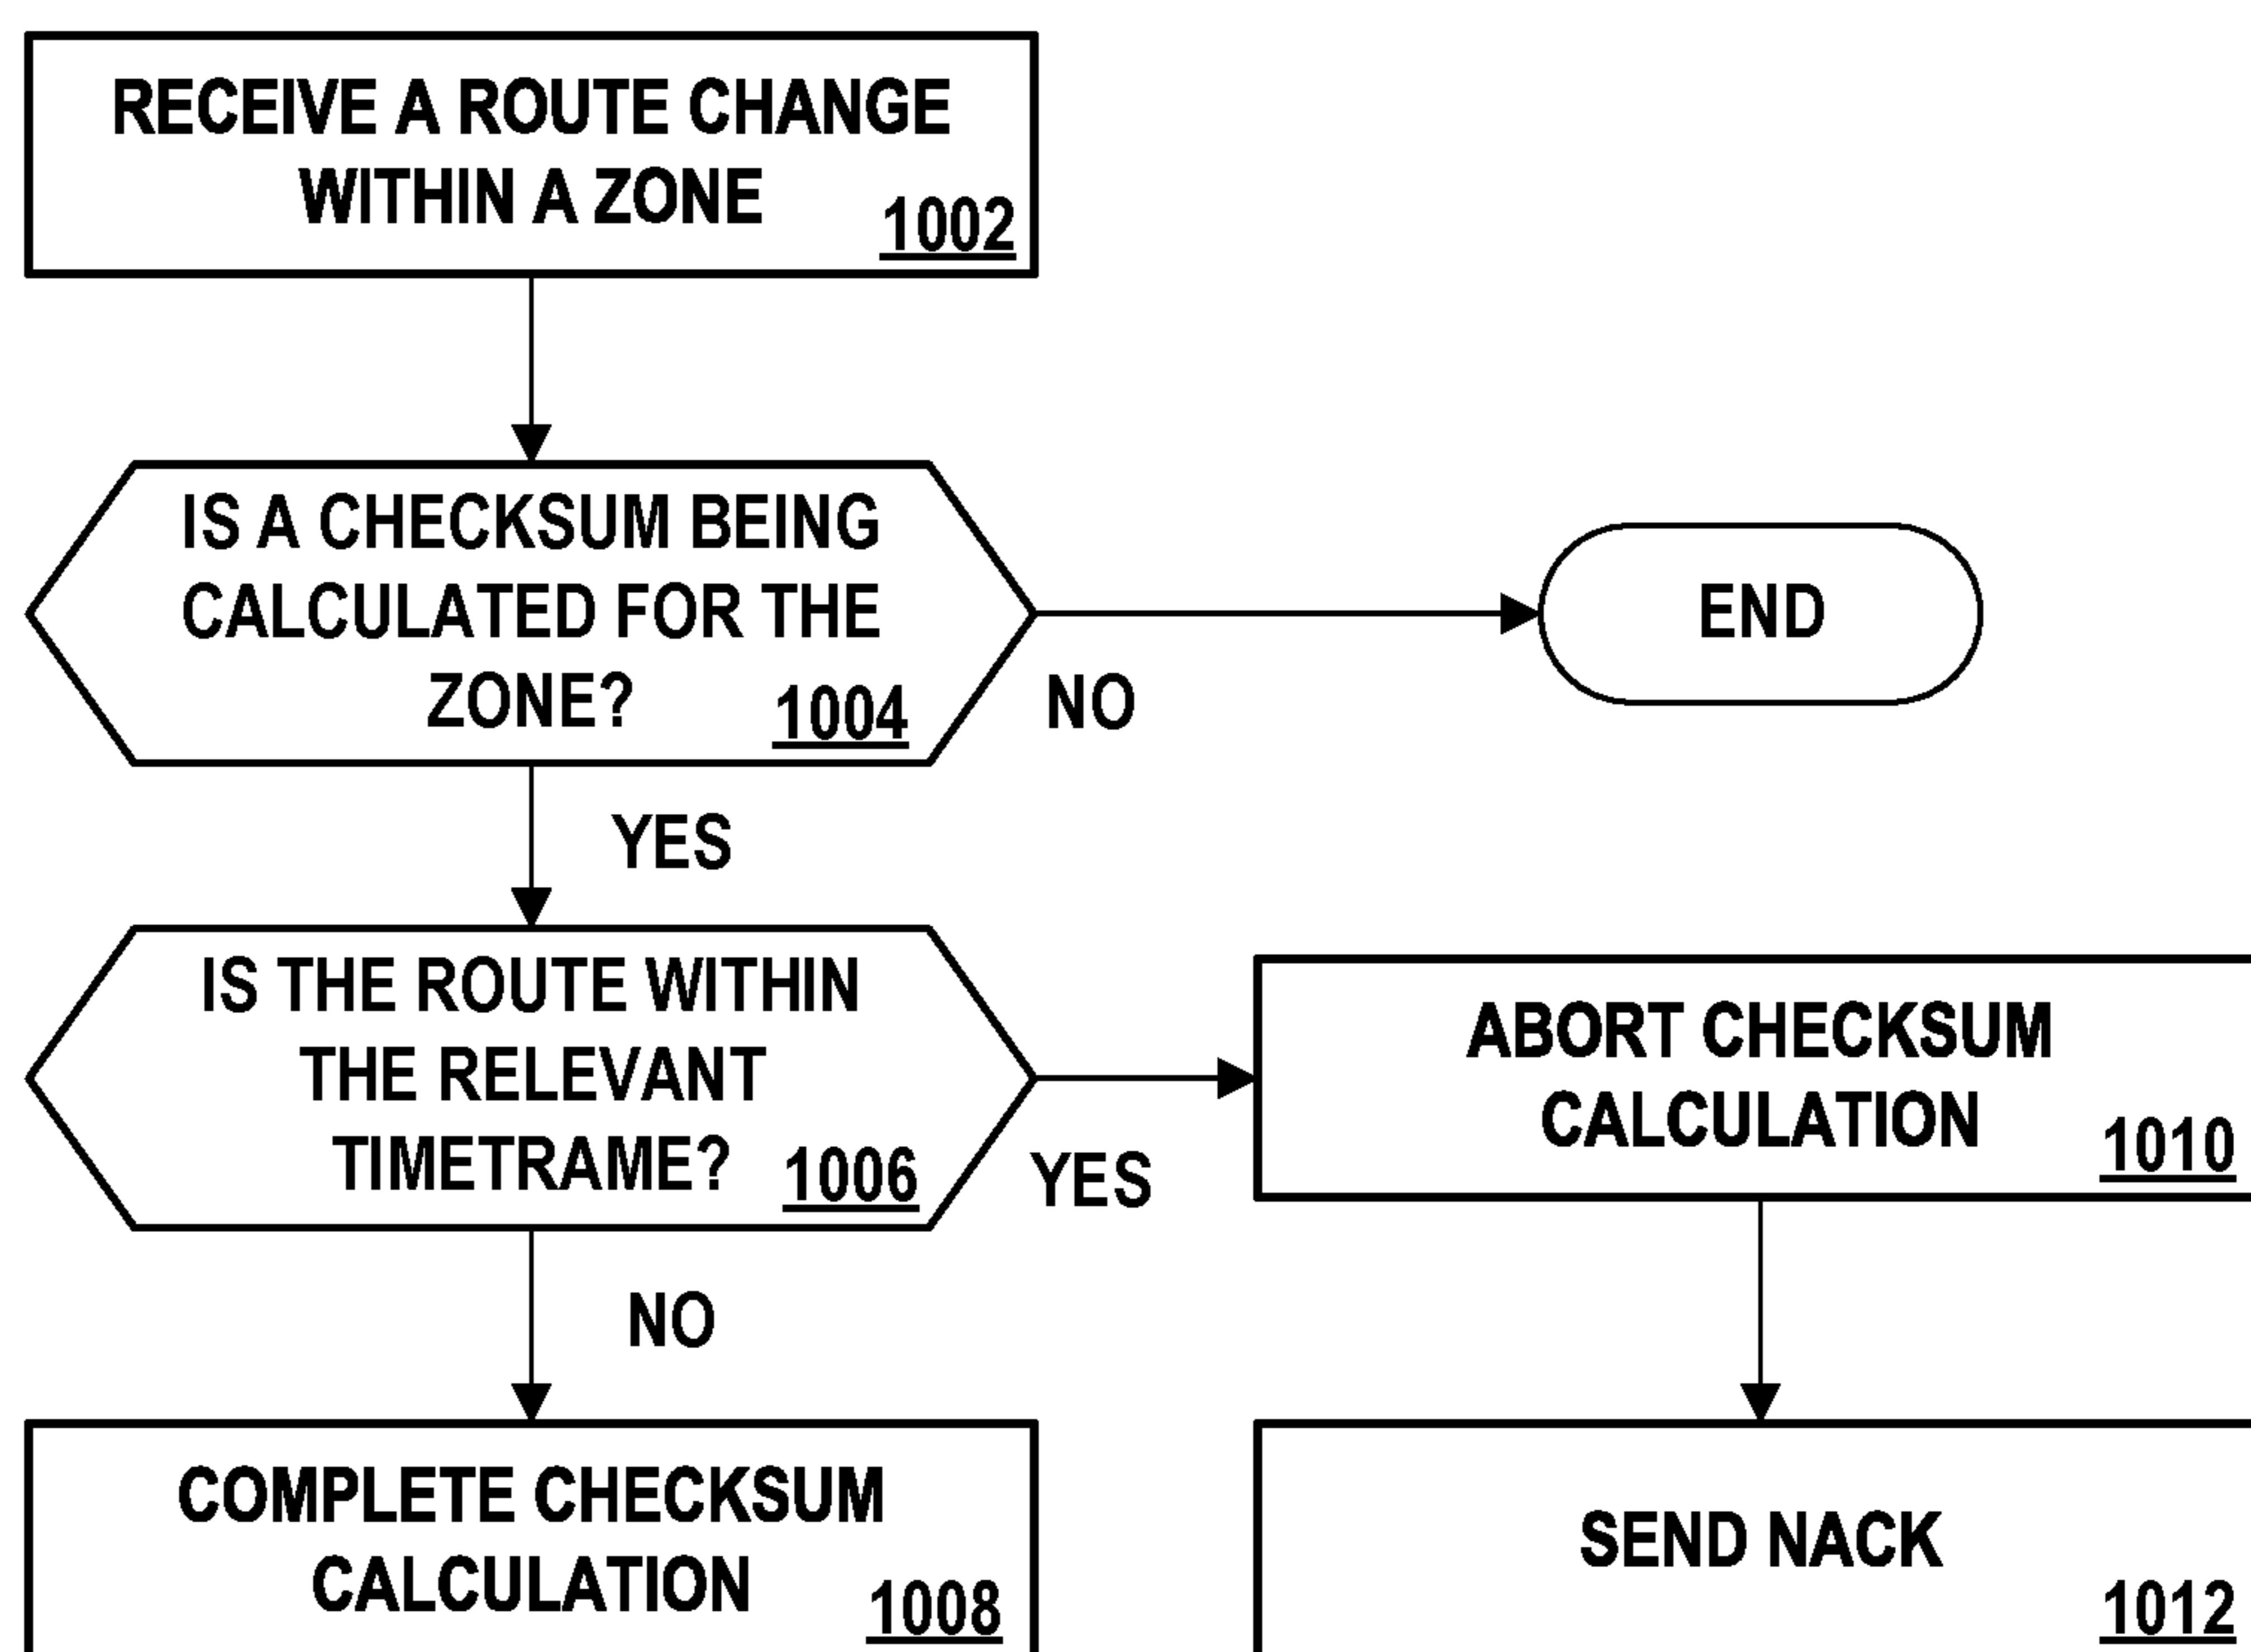 RECEIVE A ROUTE CHANGE
WITHIN A ZONE
1002
IS A CHECKSUM BEING
CALCULATED FOR THE
ZONE?
1004
NO
END
YES
IS THE ROUTE WITHIN
THE RELEVANT
TIMETRAME?
1006
YES
ABORT CHECKSUM
CALCULATION
1010
NO
COMPLETE CHECKSUM
CALCULATION
1008
SEND NACK
1012